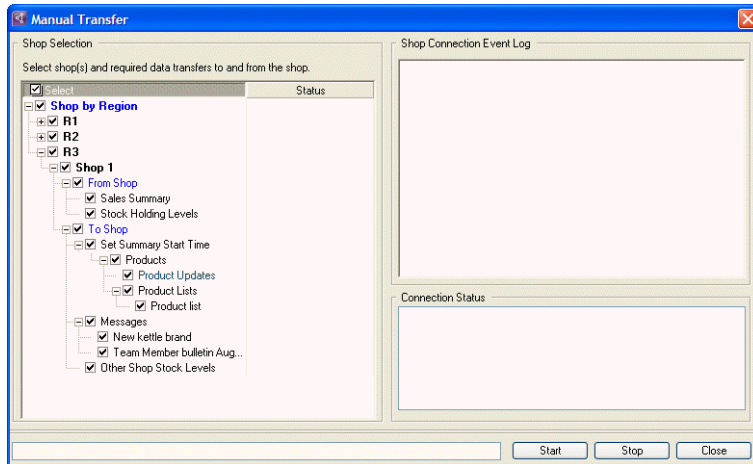 Manual Transfer
Shop Selection
Select shop(s) and required data transfers to and from the shop.
Select Status
Shop by Region
R1
R2
R3
Shop 1
From Shop
Sales Summary
Stock Holding Levels
To Shop
Set Summary Start Time
Products
Product Updates
Product Lists
Product list
Messages
New kettle brand
Team Member bulletin Aug...
Other Shop Stock Levels
Shop Connection Event Log
Connection Status
Start Stop Close